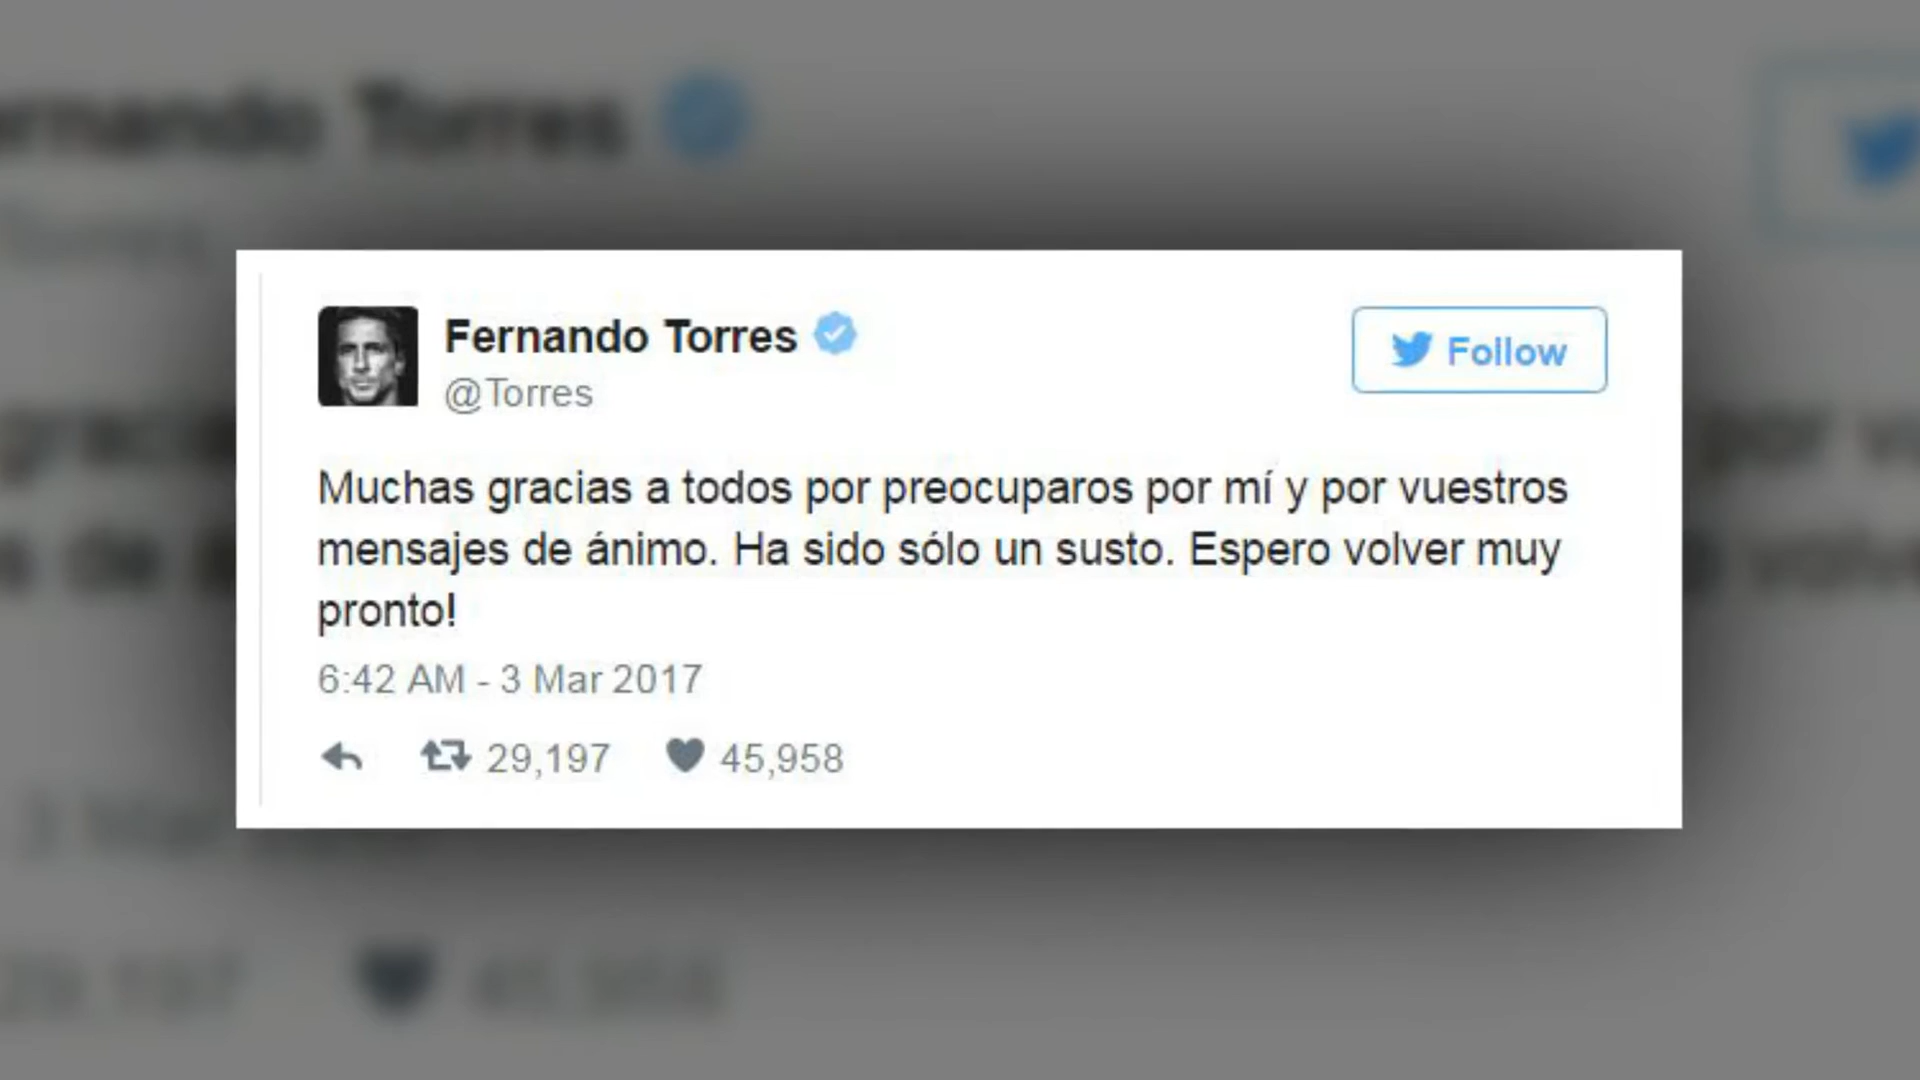 Fernando Torres
@Torres
Follow
Muchas gracias a todos por preocuparos por mí y por vuestros
mensajes de ánimo. Ha sido sólo un susto. Espero volver muy
pronto!
6:42 AM - 3 Mar 2017
29,197 45,958